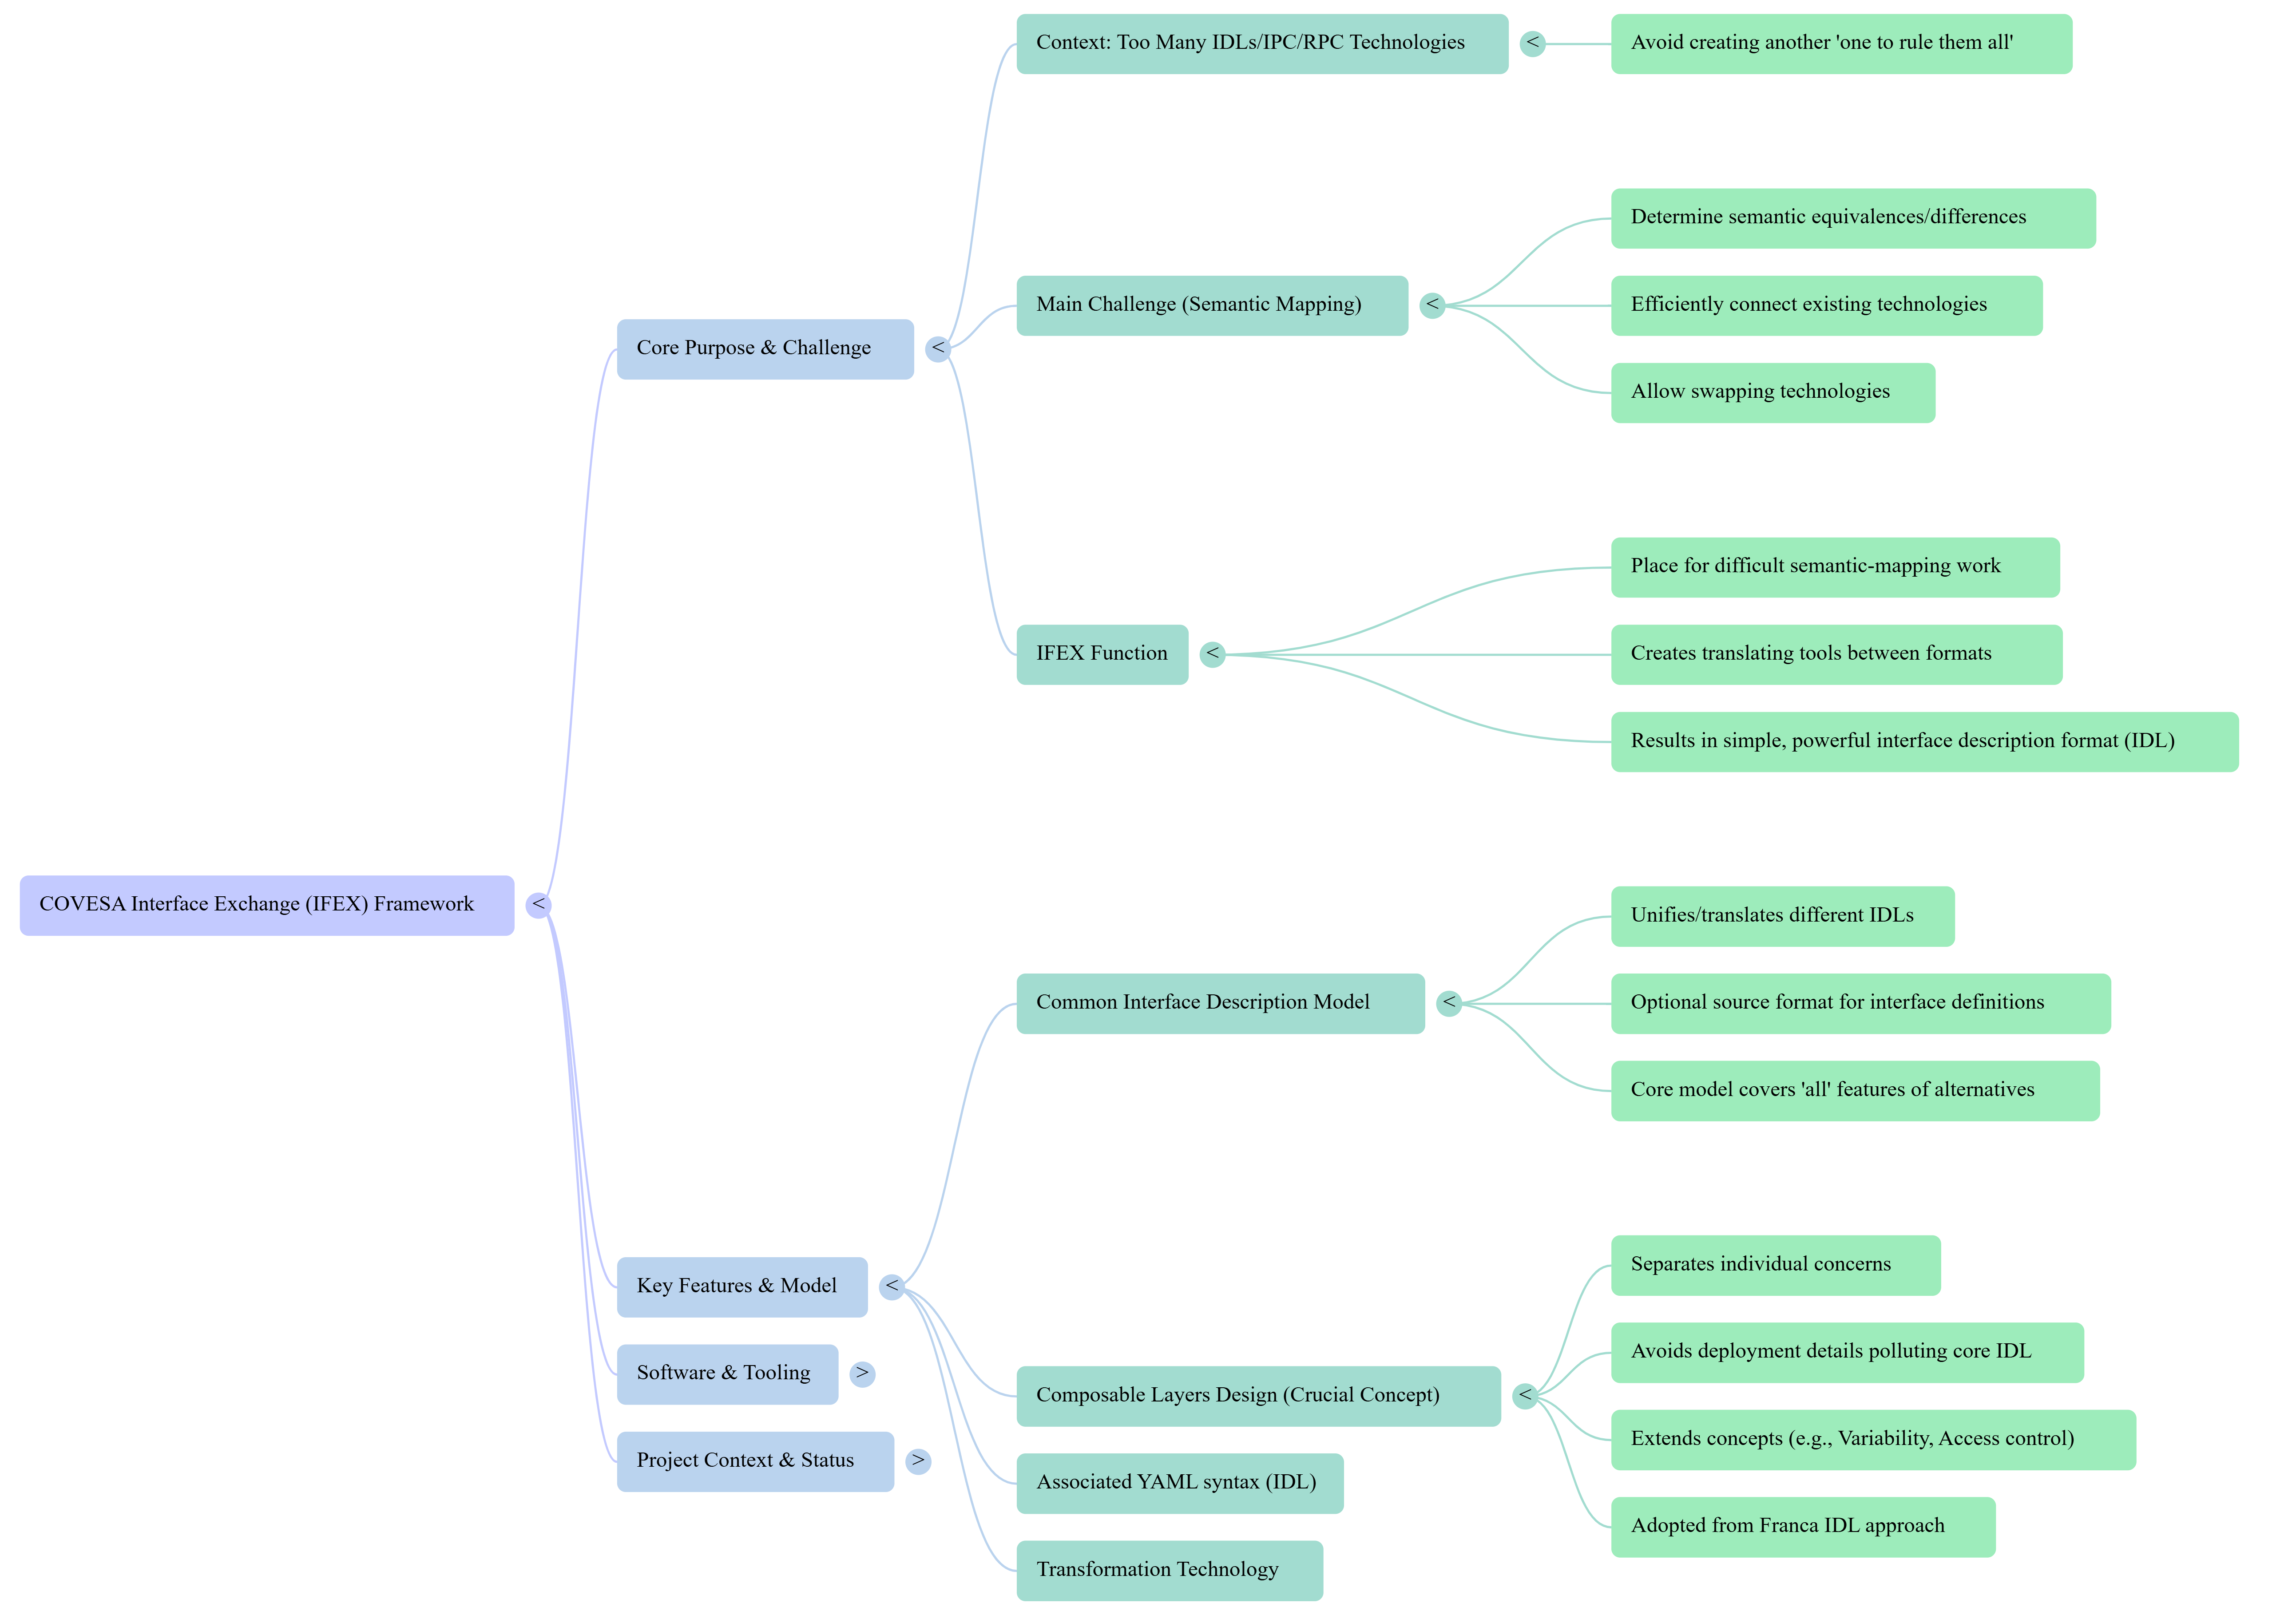 COVESA Interface Exchange (IFEX) Framework
<
Core Purpose & Challenge
<
Context: Too Many IDLs/IPC/RPC Technologies
<
Avoid creating another 'one to rule them all'
Main Challenge (Semantic Mapping)
<
Determine semantic equivalences/differences
Efficiently connect existing technologies
Allow swapping technologies
IFEX Function
<
Place for difficult semantic-mapping work
Creates translating tools between formats
Results in simple, powerful interface description format (IDL)
Key Features & Model
<
Common Interface Description Model
<
Unifies/translates different IDLs
Optional source format for interface definitions
Core model covers 'all' features of alternatives
Composable Layers Design (Crucial Concept)
<
Separates individual concerns
Avoids deployment details polluting core IDL
Extends concepts (e.g., Variability, Access control)
Adopted from Franca IDL approach
Associated YAML syntax (IDL)
Transformation Technology
Software & Tooling
>
Project Context & Status
>